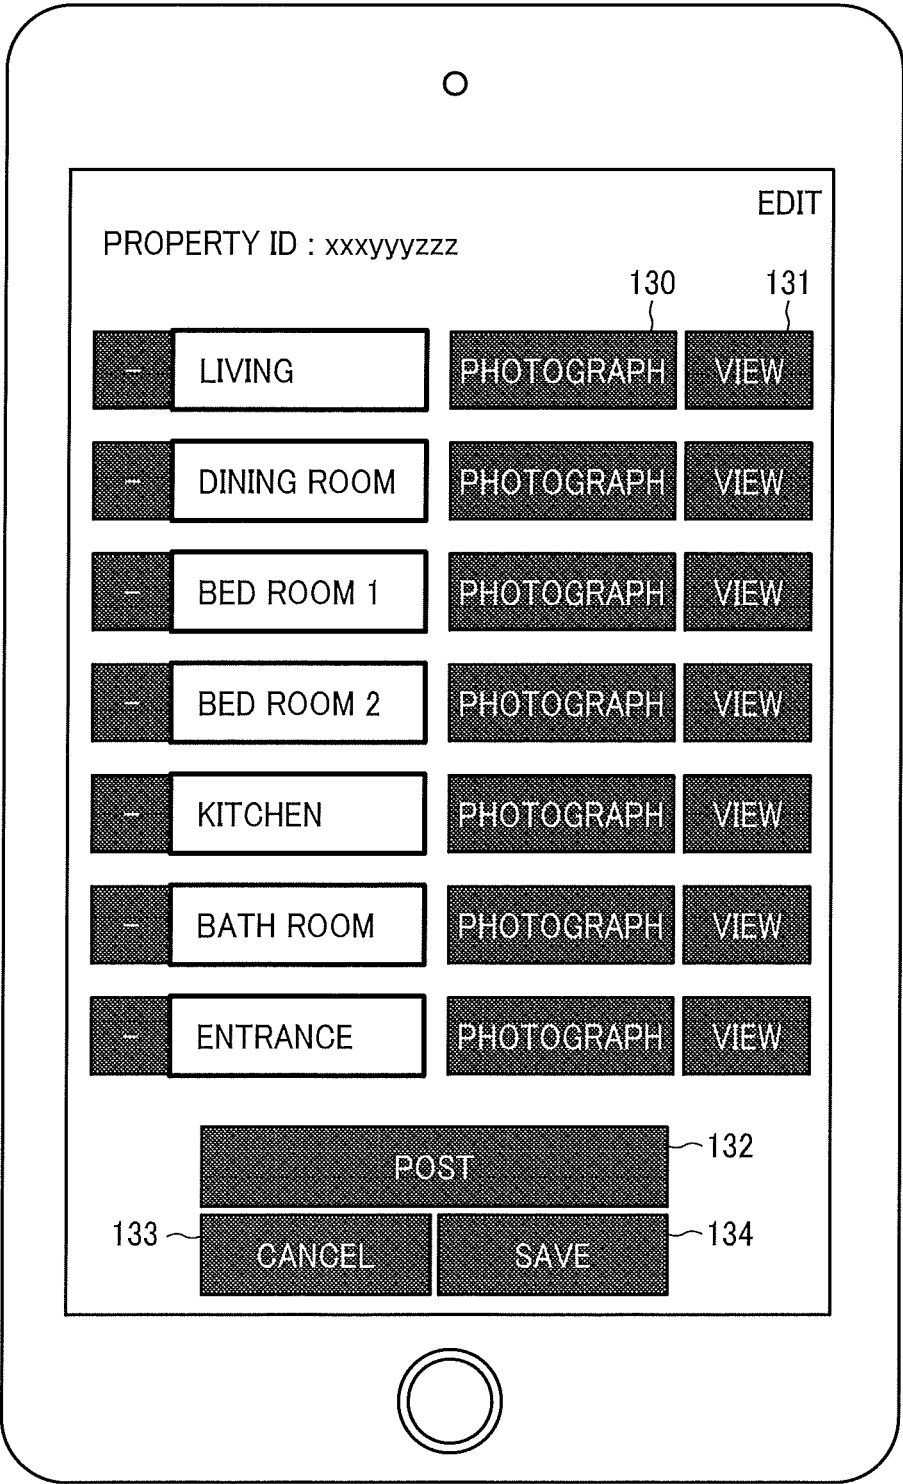 EDIT
PROPERTY ID : xxxyyyzzz
130 131
– LIVING PHOTOGRAPH VIEW
– DINING ROOM PHOTOGRAPH VIEW
– BED ROOM 1 PHOTOGRAPH VIEW
– BED ROOM 2 PHOTOGRAPH VIEW
– KITCHEN PHOTOGRAPH VIEW
– BATH ROOM PHOTOGRAPH VIEW
– ENTRANCE PHOTOGRAPH VIEW
POST 132
133 CANCEL SAVE 134